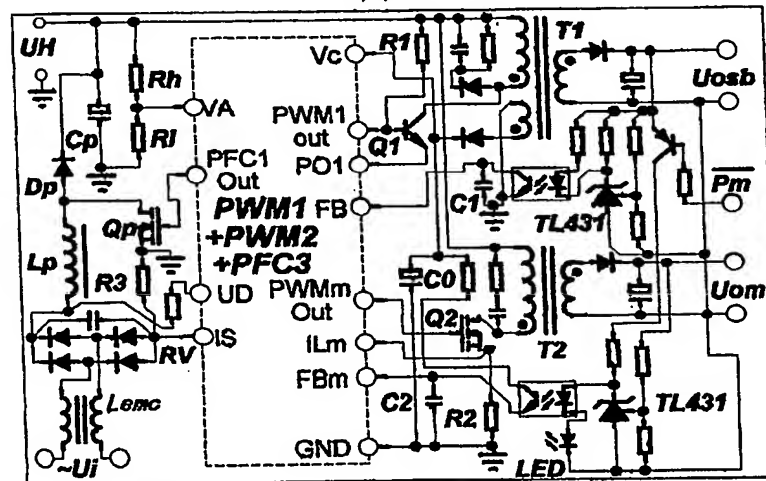 UH
Rh
Cp
Rl
Dp
Lp
Qp
R3
RV
Lemc
~Ui
VA
PFC1
Out
PWM1
+PWM2
+PFC3
UD
IS
Vc
PWM1
out
PO1
FB
PWMm
Out
ILm
FBm
GND
R1
Q1
C1
C0
Q2
C2
R2
T1
T2
TL431
TL431
LED
Uosb
Pm
Uom